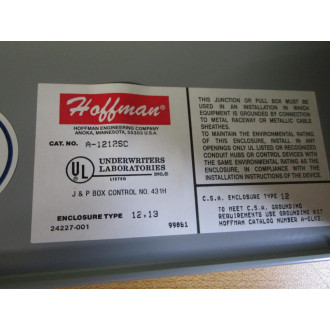 Hoffman
HOFFMAN ENGINEERING COMPANY
ANOKA, MINNESOTA, 55303 U.S.A.
CAT. NO. A-1212SC
UL
UNDERWRITERS
LABORATORIES
INC.®
LISTED
J & P BOX CONTROL NO. 431H
ENCLOSURE TYPE 12,13
24227-001
99061
THIS JUNCTION OR PULL BOX MUST BE
USED IN AN INSTALLATION IN WHICH
EQUIPMENT IS GROUNDED BY CONNECTION
TO METAL RACEWAY OR METALLIC CABLE
SHEATHES.
TO MAINTAIN THE ENVIRONMENTAL RATING
OF THIS ENCLOSURE, INSTALL IN ANY
OPENINGS ONLY UL LISTED OR RECOGNIZED
CONDUIT HUBS OR CONTROL DEVICES WITH
THE SAME ENVIRONMENTAL RATING AS THE
ENCLOSURE, IN COMPLIANCE WITH THE
INSTALLATION INSTRUCTIONS OF THE DEVICE.
C.S.A. ENCLOSURE TYPE 12
TO MEET C.S.A. GROUNDING
REQUIREMENTS USE GROUNDING KIT
HOFFMAN CATALOG NUMBER